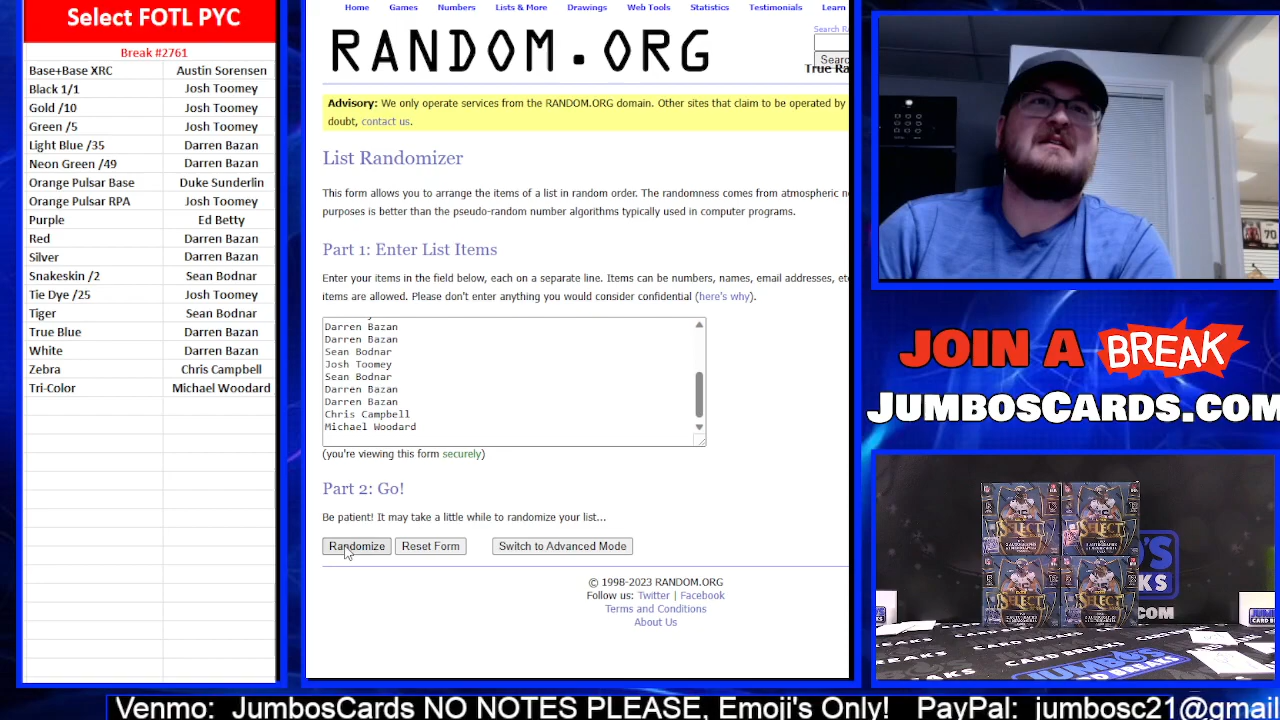 Select FOTL PYC
Break #2761
Base+Base XRC Austin Sorensen
Black 1/1 Josh Toomey
Gold /10 Josh Toomey
Green /5 Josh Toomey
Light Blue /35 Darren Bazan
Neon Green /49 Darren Bazan
Orange Pulsar Base Duke Sunderlin
Orange Pulsar RPA Josh Toomey
Purple Ed Betty
Red Darren Bazan
Silver Darren Bazan
Snakeskin /2 Sean Bodnar
Tie Dye /25 Josh Toomey
Tiger Sean Bodnar
True Blue Darren Bazan
White Darren Bazan
Zebra Chris Campbell
Tri-Color Michael Woodard
Home Games Numbers Lists & More Drawings Web Tools Statistics Testimonials Learn
RANDOM.ORG
Search R
Searc
True Ra
Advisory: We only operate services from the RANDOM.ORG domain. Other sites that claim to be operated by
doubt, contact us.
List Randomizer
This form allows you to arrange the items of a list in random order. The randomness comes from atmospheric n
purposes is better than the pseudo-random number algorithms typically used in computer programs.
Part 1: Enter List Items
Enter your items in the field below, each on a separate line. Items can be numbers, names, email addresses, etc
items are allowed. Please don't enter anything you would consider confidential (here's why).
Darren Bazan
Darren Bazan
Sean Bodnar
Josh Toomey
Sean Bodnar
Darren Bazan
Darren Bazan
Chris Campbell
Michael Woodard
(you're viewing this form securely)
Part 2: Go!
Be patient! It may take a little while to randomize your list...
Randomize Reset Form Switch to Advanced Mode
© 1998-2023 RANDOM.ORG
Follow us: Twitter | Facebook
Terms and Conditions
About Us
70
JOIN A BREAK
JUMBOSCARDS.COM
SELECT SELECT
SELECT SELECT
Venmo: JumbosCards NO NOTES PLEASE, Emoji's Only! PayPal: jumbosc21@gmail